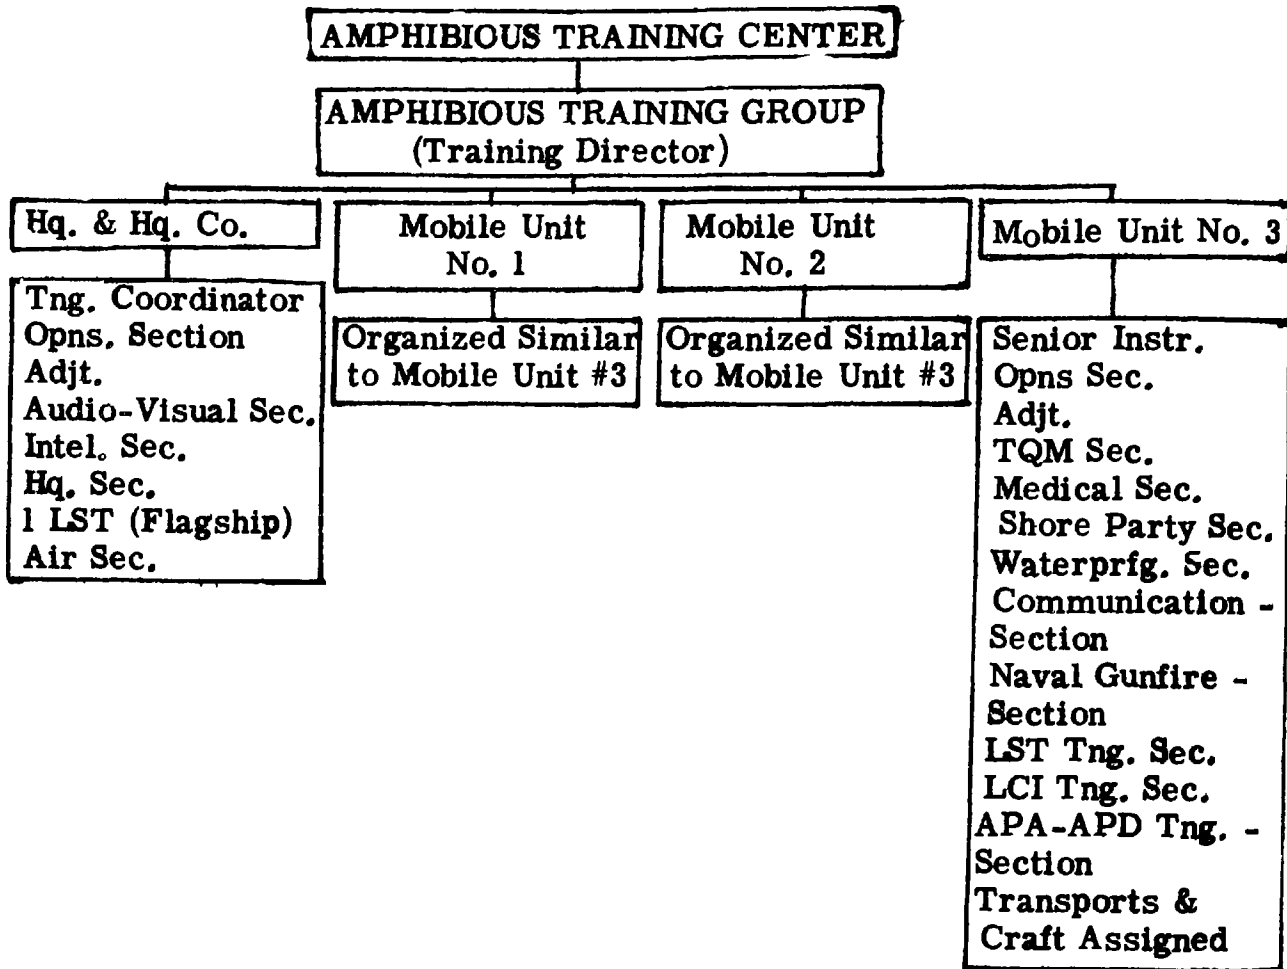 AMPHIBIOUS TRAINING CENTER
AMPHIBIOUS TRAINING GROUP
(Training Director)
Hq. & Hq. Co.
Tng. Coordinator
Opns. Section
Adjt.
Audio-Visual Sec.
Intel. Sec.
Hq. Sec.
1 LST (Flagship)
Air Sec.
Mobile Unit
No. 1
Organized Similar
to Mobile Unit #3
Mobile Unit
No. 2
Organized Similar
to Mobile Unit #3
Mobile Unit No. 3
Senior Instr.
Opns Sec.
Adjt.
TQM Sec.
Medical Sec.
Shore Party Sec.
Waterprfg. Sec.
Communication -
Section
Naval Gunfire -
Section
LST Tng. Sec.
LCI Tng. Sec.
APA-APD Tng. -
Section
Transports &
Craft Assigned